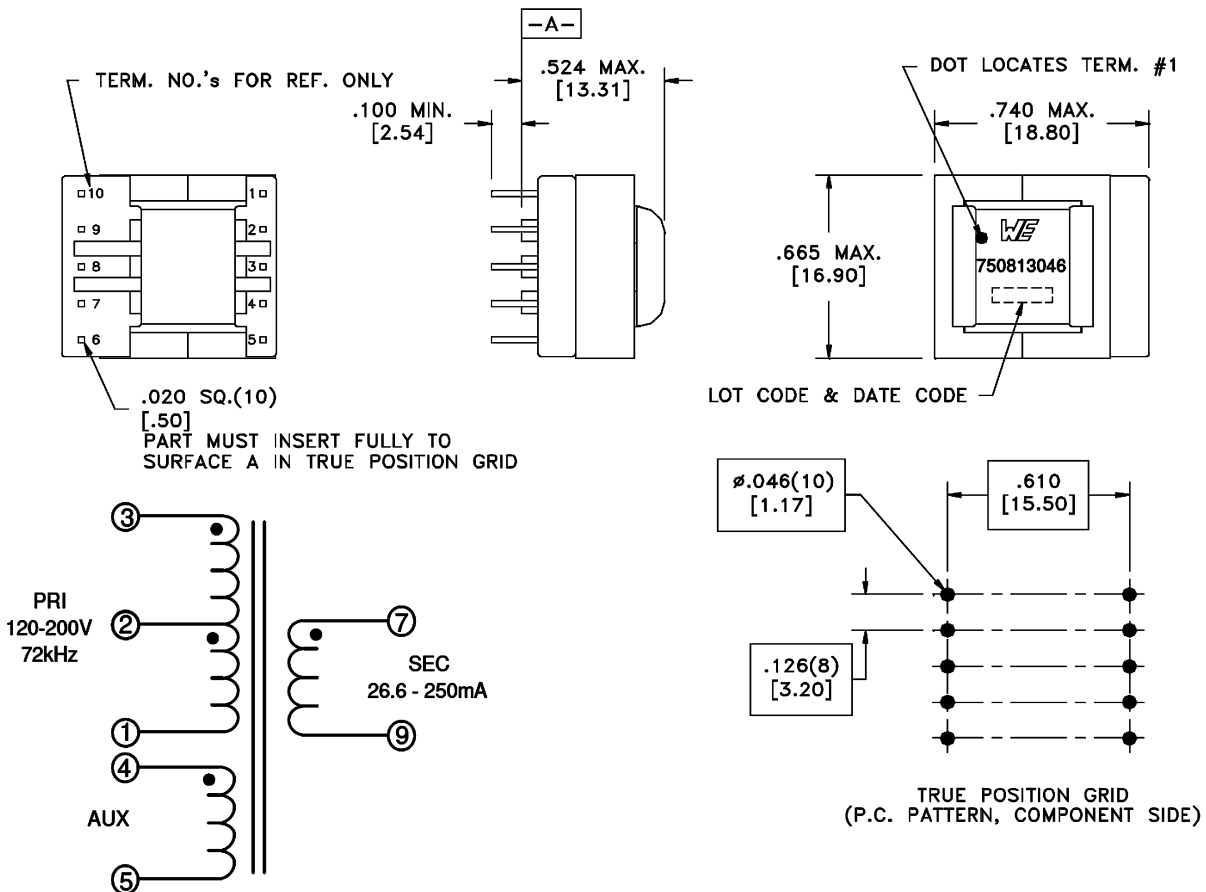 -A-
TERM. NO.'s FOR REF. ONLY
.524 MAX.
[13.31]
.100 MIN.
[2.54]
DOT LOCATES TERM. #1
.740 MAX.
[18.80]
10
9
8
7
6
1
2
3
4
5
.665 MAX.
[16.90]
WE
750813046
LOT CODE & DATE CODE
.020 SQ.(10)
[.50]
PART MUST INSERT FULLY TO
SURFACE A IN TRUE POSITION GRID
3
PRI
120-200V
72kHz
2
1
4
AUX
5
7
SEC
26.6 - 250mA
9
ø.046(10)
[1.17]
.610
[15.50]
.126(8)
[3.20]
TRUE POSITION GRID
(P.C. PATTERN, COMPONENT SIDE)